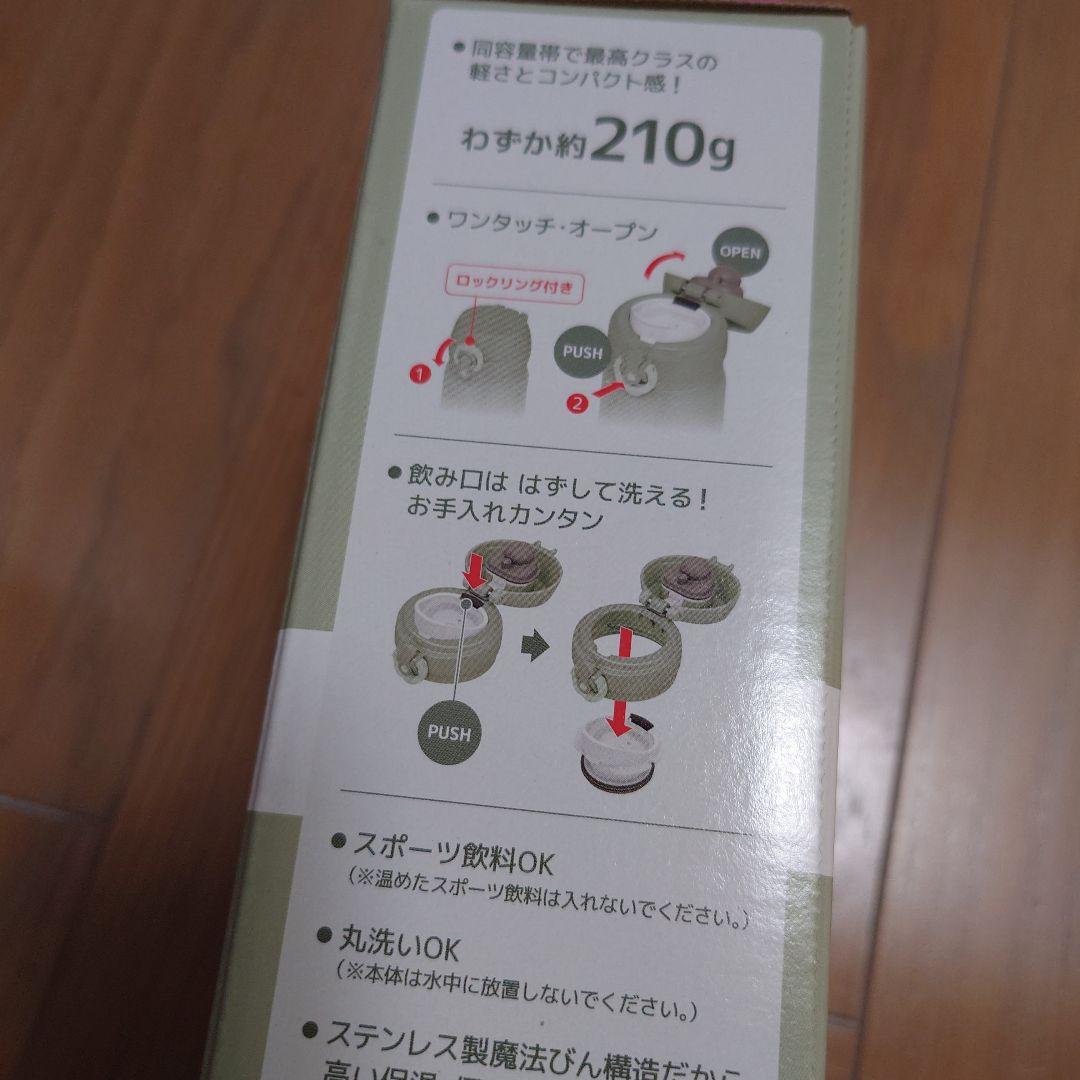 ● 同容量帯で最高クラスの
軽さとコンパクト感！
わずか約210g
● ワンタッチ・オープン
OPEN
ロックリング付き
PUSH
1
2
● 飲み口は はずして洗える！
お手入れカンタン
PUSH
● スポーツ飲料OK
（※温めたスポーツ飲料は入れないでください。）
● 丸洗いOK
（※本体は水中に放置しないでください。）
● ステンレス製魔法びん構造だから
高い保温